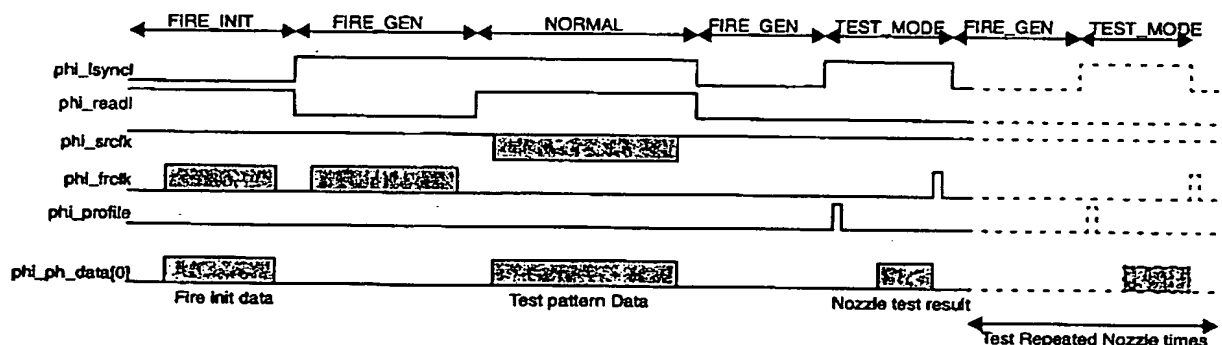 FIRE_INIT FIRE_GEN NORMAL FIRE_GEN TEST_MODE FIRE_GEN TEST_MODE
phi_lsyncl
phi_readl
phi_srclk
phi_frclk
phi_profile
phi_ph_data[0]
Fire init data Test pattern Data Nozzle test result
Test Repeated Nozzle times